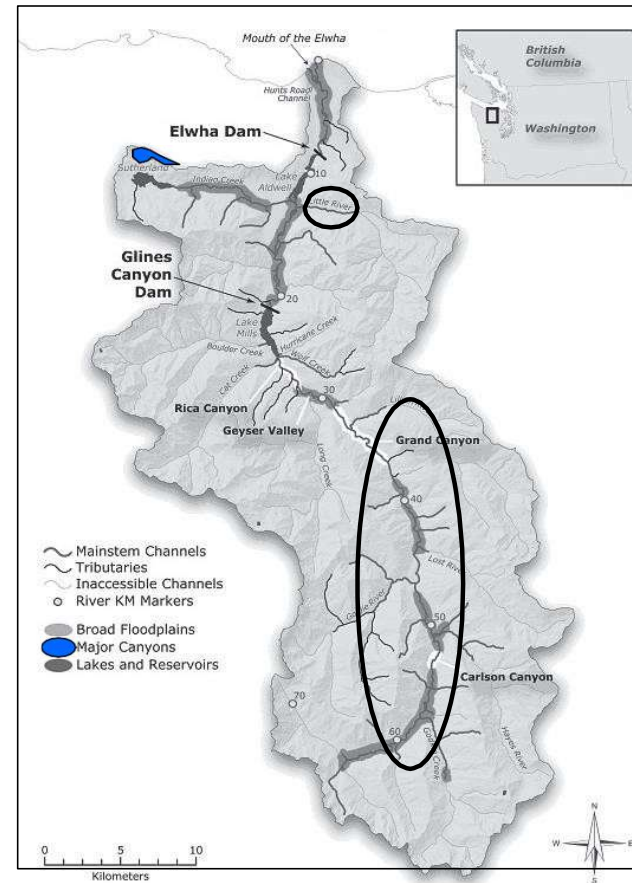 Mouth of the Elwha
British
Columbia
Washington
Hunts Road
Channel
Elwha Dam
10
Lake
Aldwell
Sutherland
Indian Creek
Little River
Glines
Canyon
Dam
20
Lake
Mills
Hurricane Creek
Boulder Creek
Wolf Creek
Cat Creek
30
Rica Canyon
Geyser Valley
Grand Canyon
Long Creek
40
Lost River
Goldie River
50
Carlson Canyon
70
60
Hayes River
Mainstem Channels
Tributaries
Inaccessible Channels
River KM Markers
Broad Floodplains
Major Canyons
Lakes and Reservoirs
0 5 10
Kilometers
N
W E
S